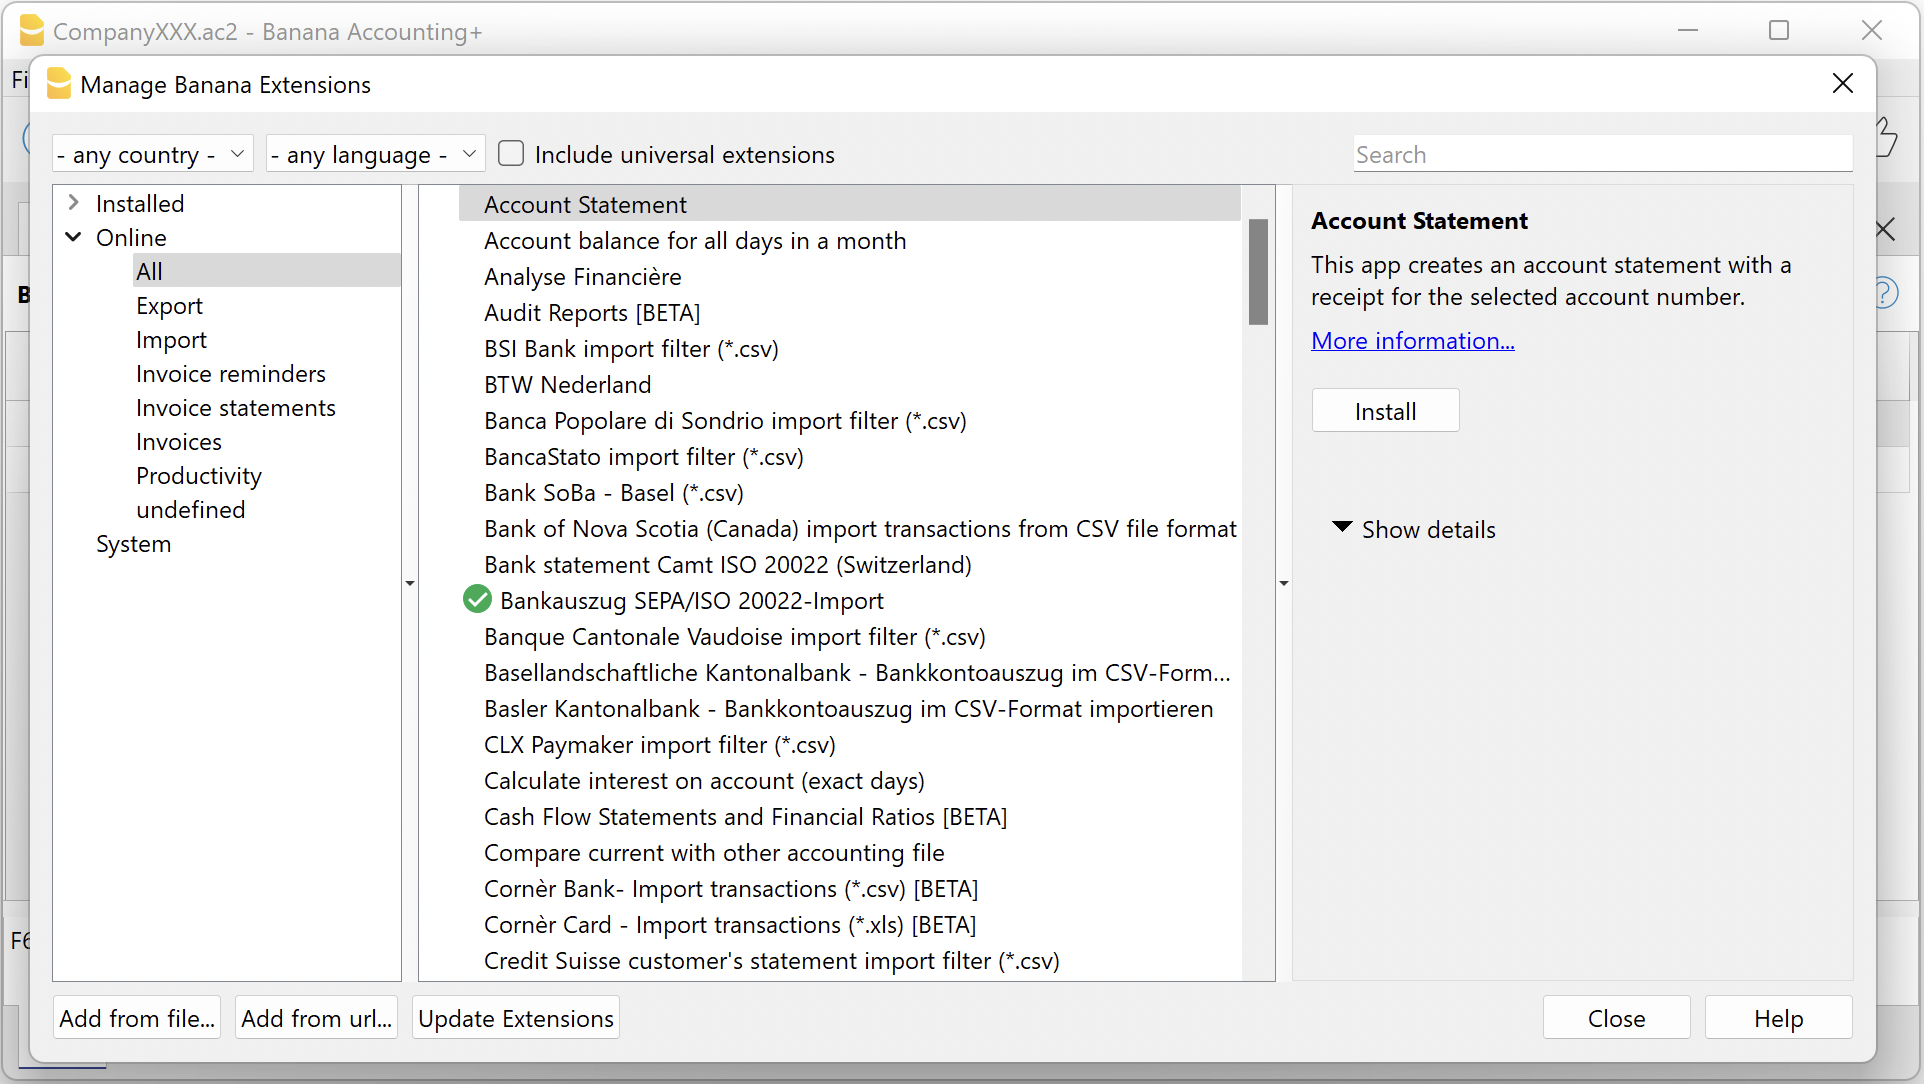 CompanyXXX.ac2 - Banana Accounting+
Manage Banana Extensions
- any country -
- any language -
Include universal extensions
Search
Installed
Online
All
Export
Import
Invoice reminders
Invoice statements
Invoices
Productivity
undefined
System
Account Statement
Account balance for all days in a month
Analyse Financière
Audit Reports [BETA]
BSI Bank import filter (*.csv)
BTW Nederland
Banca Popolare di Sondrio import filter (*.csv)
BancaStato import filter (*.csv)
Bank SoBa - Basel (*.csv)
Bank of Nova Scotia (Canada) import transactions from CSV file format
Bank statement Camt ISO 20022 (Switzerland)
Bankauszug SEPA/ISO 20022-Import
Banque Cantonale Vaudoise import filter (*.csv)
Basellandschaftliche Kantonalbank - Bankkontoauszug im CSV-Form...
Basler Kantonalbank - Bankkontoauszug im CSV-Format importieren
CLX Paymaker import filter (*.csv)
Calculate interest on account (exact days)
Cash Flow Statements and Financial Ratios [BETA]
Compare current with other accounting file
Cornèr Bank- Import transactions (*.csv) [BETA]
Cornèr Card - Import transactions (*.xls) [BETA]
Credit Suisse customer's statement import filter (*.csv)
Account Statement
This app creates an account statement with a
receipt for the selected account number.
More information...
Install
Show details
Add from file...
Add from url...
Update Extensions
Close
Help